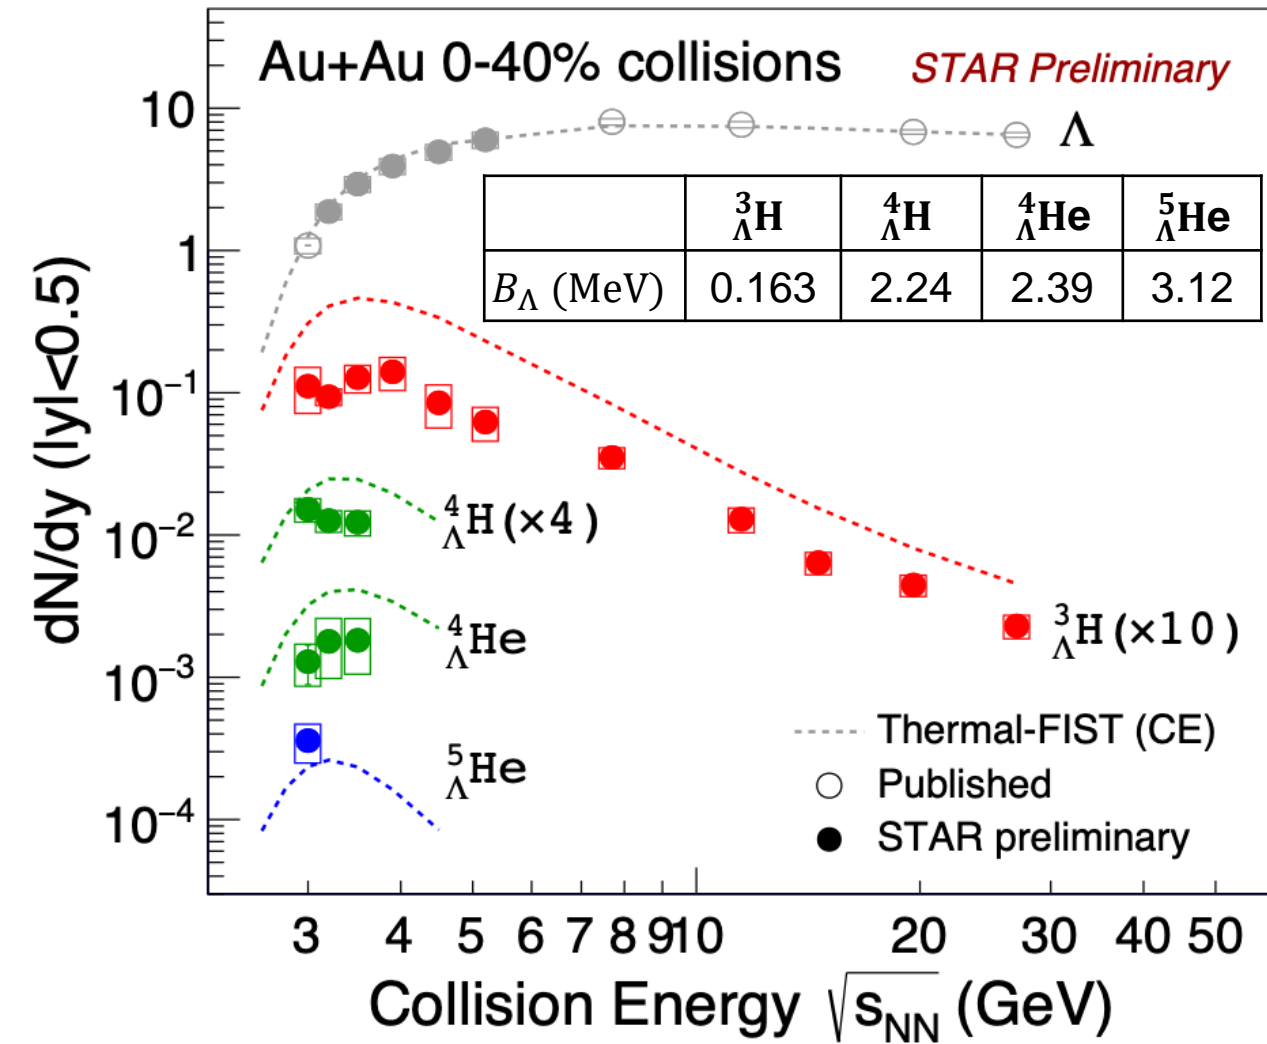 Au+Au 0-40% collisions STAR Preliminary
10
Λ
³ΛH ⁴ΛH ⁴ΛHe ⁵ΛHe
BΛ (MeV) 0.163 2.24 2.39 3.12
1
10⁻¹
⁴ΛH(×4)
10⁻²
⁴ΛHe
³ΛH(×10)
10⁻³
Thermal-FIST (CE)
⁵ΛHe
Published
10⁻⁴
STAR preliminary
dN/dy (|y|<0.5)
3 4 5 6 7 8 9 10 20 30 40 50
Collision Energy √sNN (GeV)